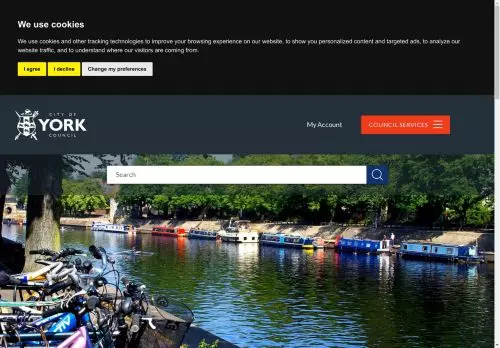 We use cookies
We use cookies and other tracking technologies to improve your browsing experience on our website, to show you personalized content and targeted ads, to analyze our
website traffic, and to understand where our visitors are coming from.
I agree
I decline
Change my preferences
CITY OF
YORK
COUNCIL
My Account
COUNCIL SERVICES
Search